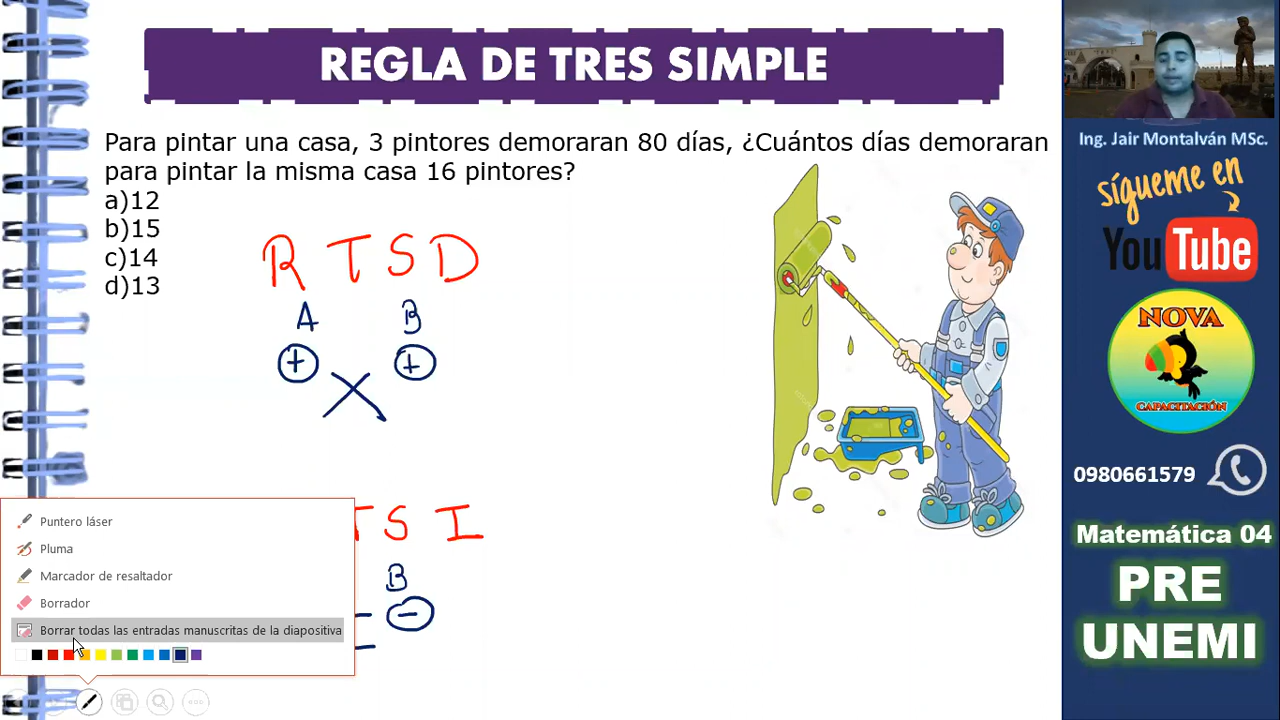 REGLA DE TRES SIMPLE
Para pintar una casa, 3 pintores demoraran 80 días, ¿Cuántos días demoraran
para pintar la misma casa 16 pintores?
a)12
b)15
c)14
d)13
R T S D
A B
+ +
T S I
B
= -
Puntero láser
Pluma
Marcador de resaltador
Borrador
Borrar todas las entradas manuscritas de la diapositiva
Ing. Jair Montalván MSc.
sígueme en
YouTube
NOVA
CAPACITACIÓN
0980661579
Matemática 04
PRE
UNEMI